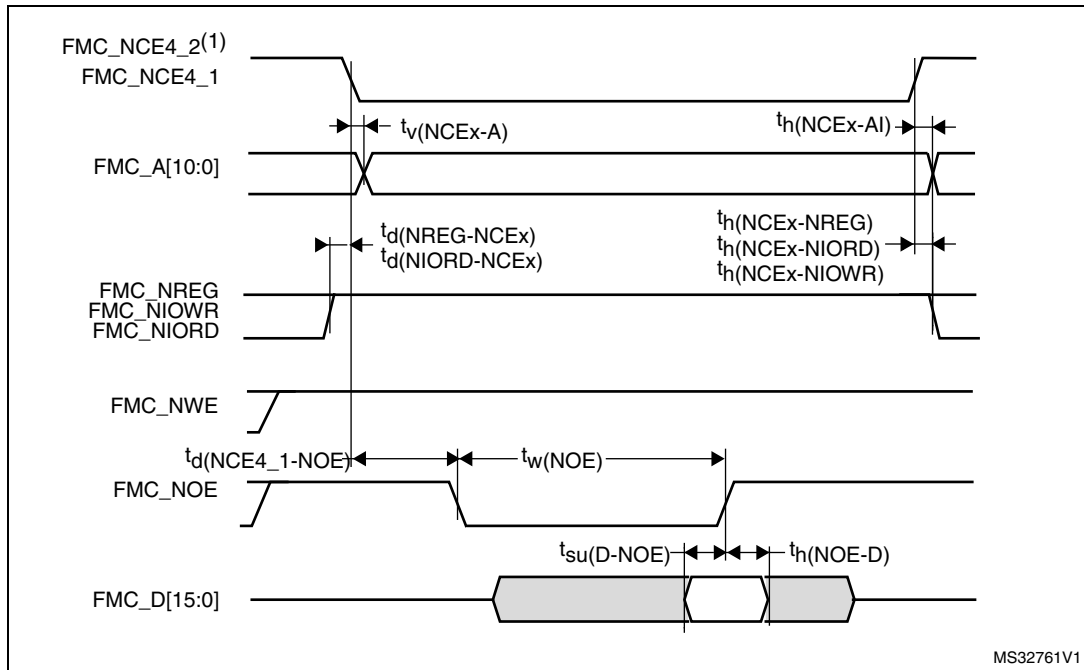 FMC_NCE4_2(1)
FMC_NCE4_1
tv(NCEx-A)
th(NCEx-AI)
FMC_A[10:0]
td(NREG-NCEx)
td(NIORD-NCEx)
th(NCEx-NREG)
th(NCEx-NIORD)
th(NCEx-NIOWR)
FMC_NREG
FMC_NIOWR
FMC_NIORD
FMC_NWE
td(NCE4_1-NOE)
tw(NOE)
FMC_NOE
tsu(D-NOE)
th(NOE-D)
FMC_D[15:0]
MS32761V1